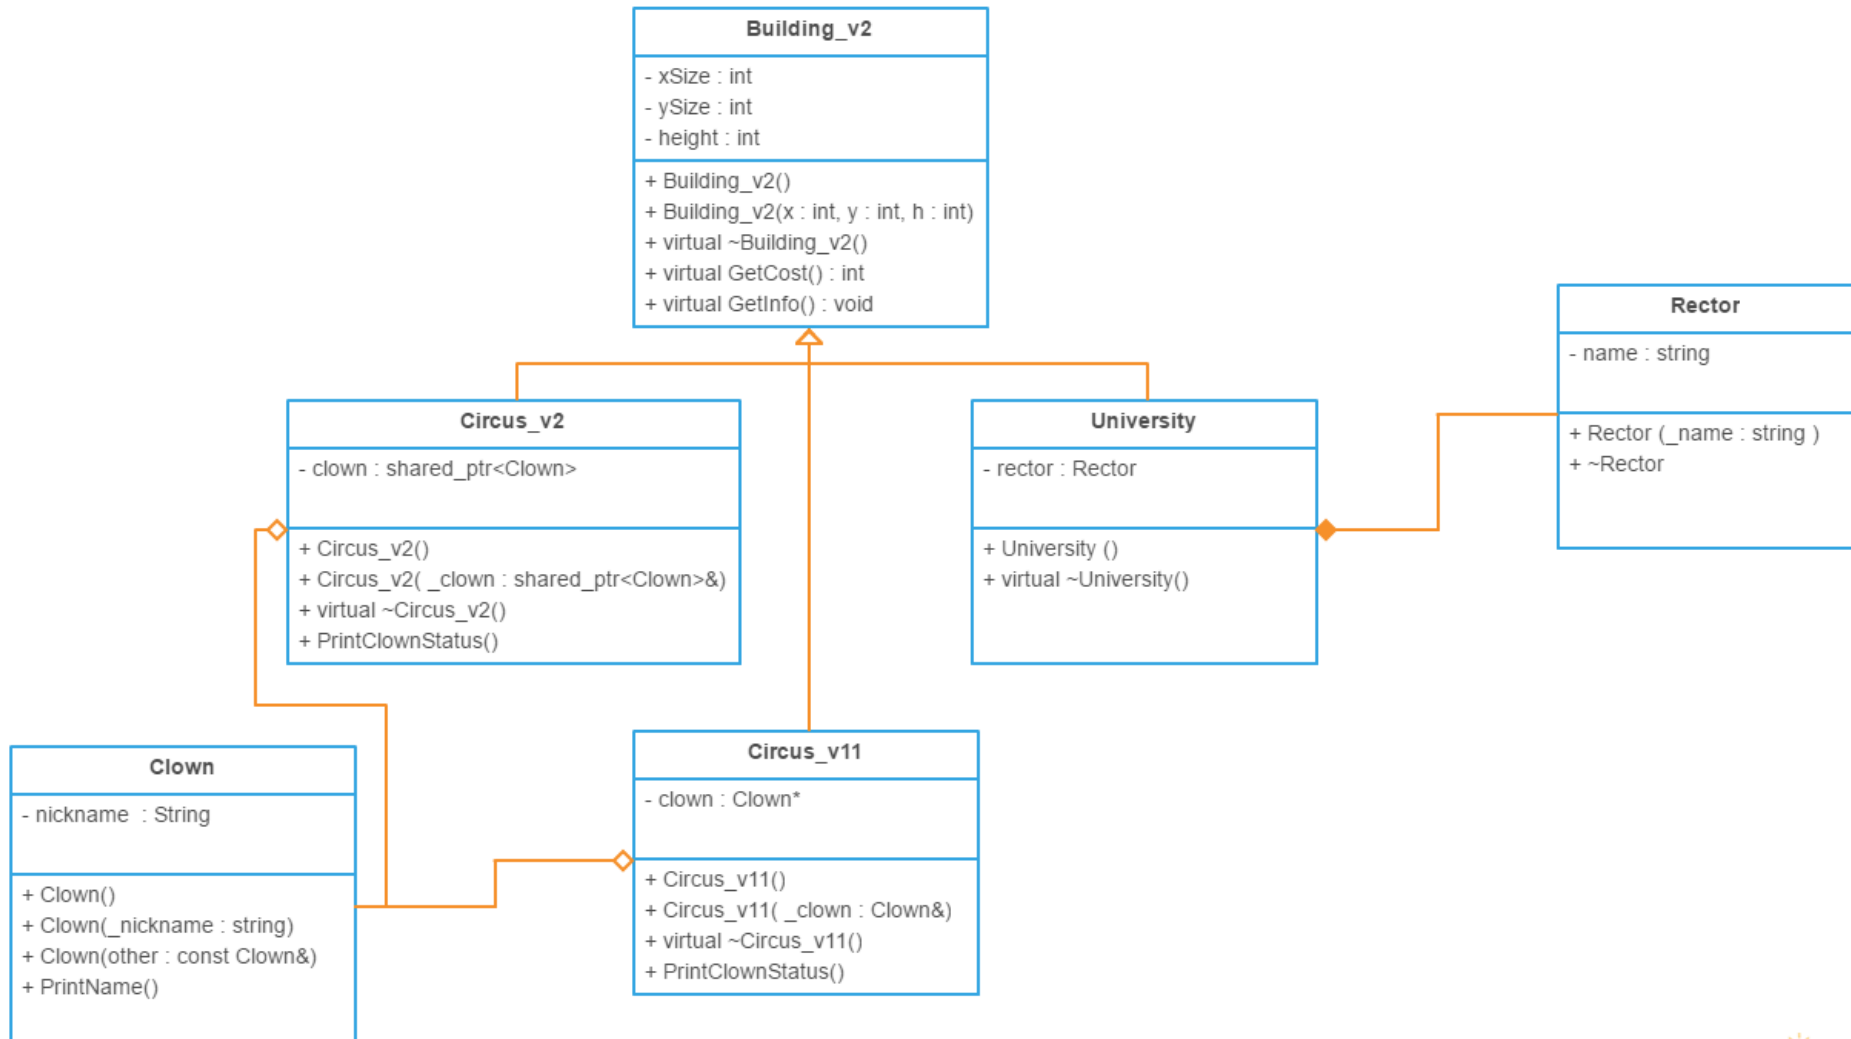 Building_v2
- xSize : int
- ySize : int
- height : int
+ Building_v2()
+ Building_v2(x : int, y : int, h : int)
+ virtual ~Building_v2()
+ virtual GetCost() : int
+ virtual GetInfo() : void
Rector
- name : string
+ Rector (_name : string )
+ ~Rector
Circus_v2
- clown : shared_ptr<Clown>
+ Circus_v2()
+ Circus_v2( _clown : shared_ptr<Clown>&)
+ virtual ~Circus_v2()
+ PrintClownStatus()
University
- rector : Rector
+ University ()
+ virtual ~University()
Clown
- nickname  : String
+ Clown()
+ Clown(_nickname : string)
+ Clown(other : const Clown&)
+ PrintName()
Circus_v11
- clown : Clown*
+ Circus_v11()
+ Circus_v11( _clown : Clown&)
+ virtual ~Circus_v11()
+ PrintClownStatus()